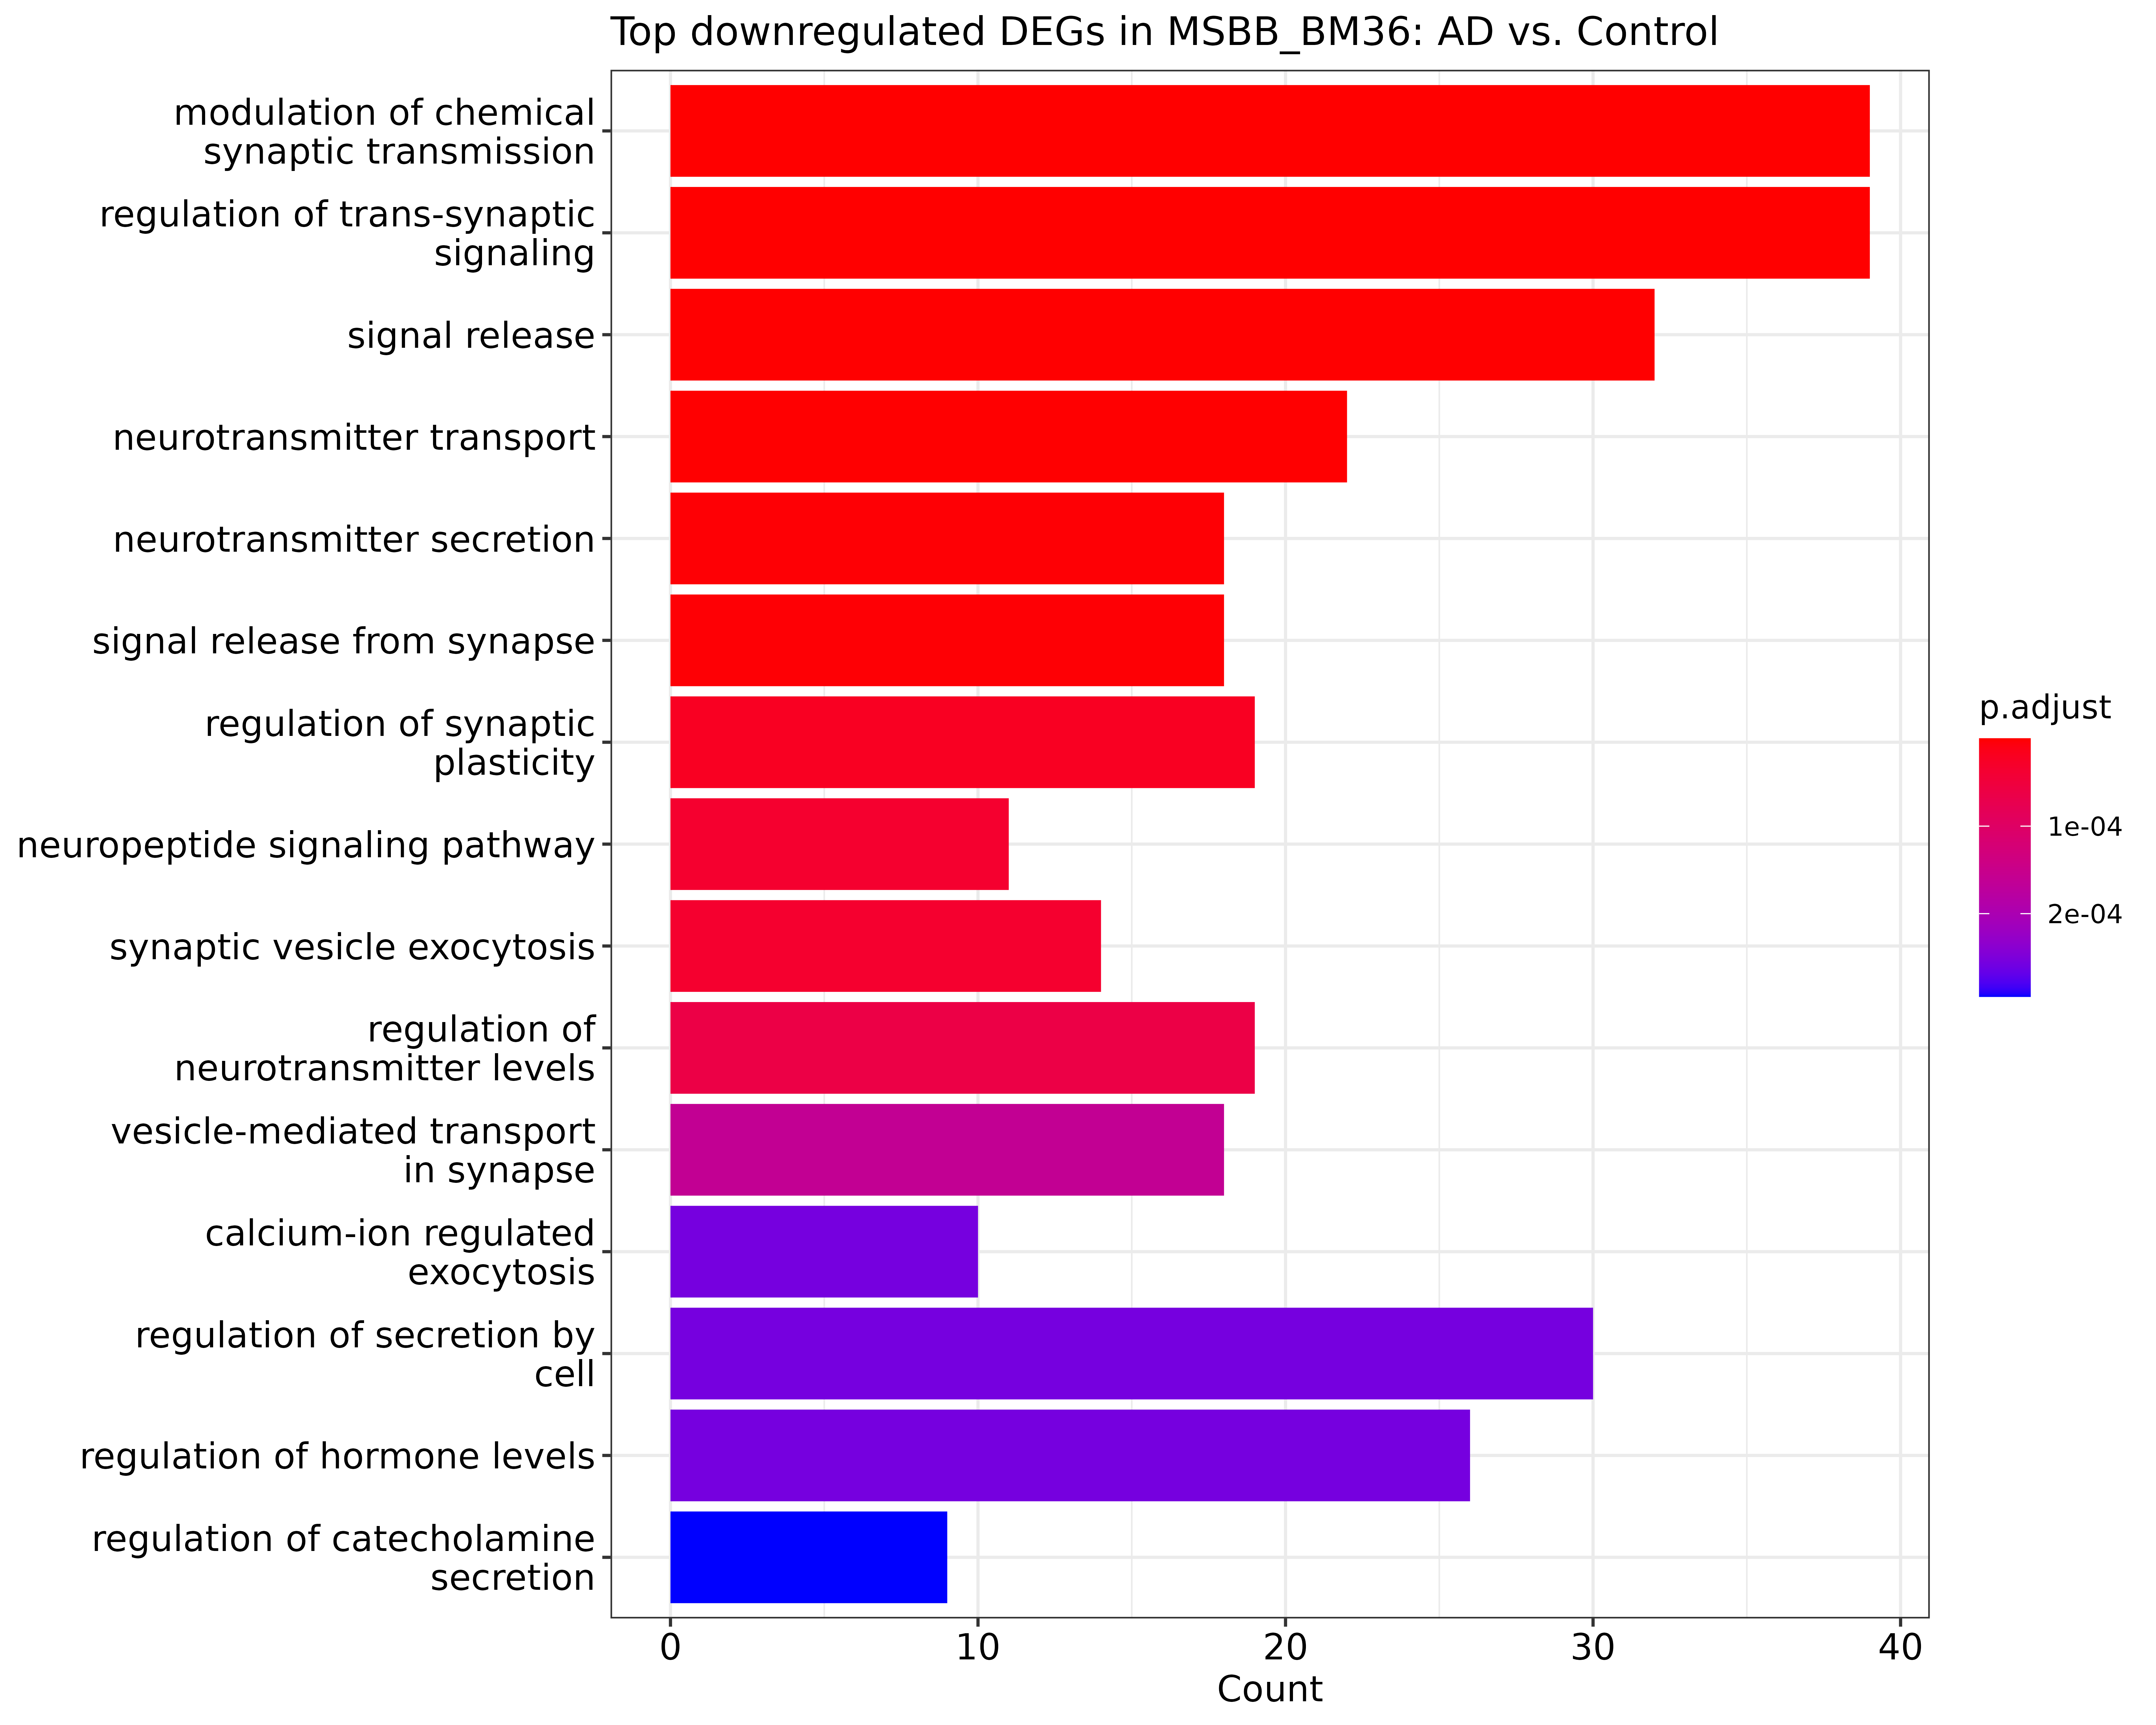 Top downregulated DEGs in MSBB_BM36: AD vs. Control
modulation of chemical
synaptic transmission
regulation of trans-synaptic
signaling
signal release
neurotransmitter transport
neurotransmitter secretion
signal release from synapse
regulation of synaptic
plasticity
neuropeptide signaling pathway
synaptic vesicle exocytosis
regulation of
neurotransmitter levels
vesicle-mediated transport
in synapse
calcium-ion regulated
exocytosis
regulation of secretion by
cell
regulation of hormone levels
regulation of catecholamine
secretion
0 10 20 30 40
Count
p.adjust
1e-04
2e-04